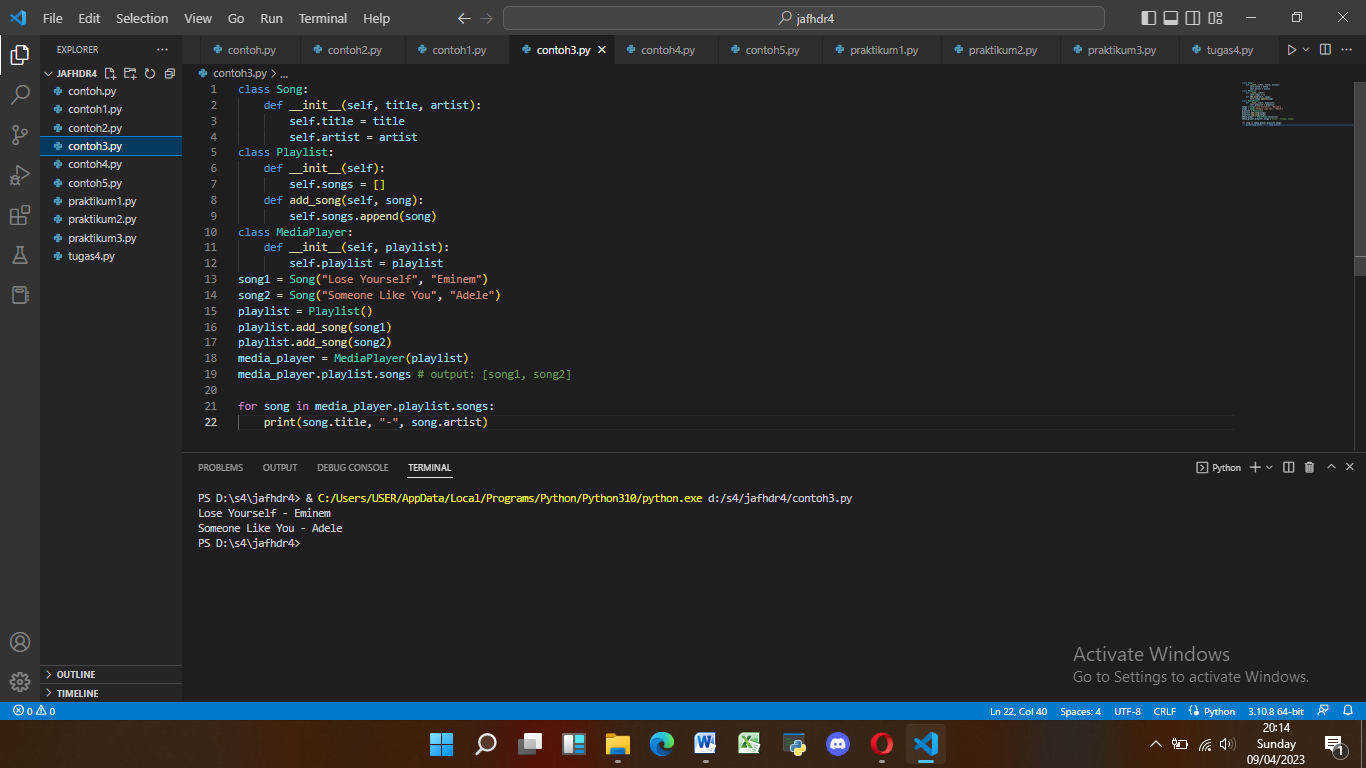 File Edit Selection View Go Run Terminal Help
jafhdr4
EXPLORER
contoh.py contoh2.py contoh1.py contoh3.py contoh4.py contoh5.py praktikum1.py praktikum2.py praktikum3.py tugas4.py
JAFHDR4
contoh.py
contoh1.py
contoh2.py
contoh3.py
contoh4.py
contoh5.py
praktikum1.py
praktikum2.py
praktikum3.py
tugas4.py
OUTLINE
TIMELINE
contoh3.py > ...
1 class Song:
2     def __init__(self, title, artist):
3         self.title = title
4         self.artist = artist
5 class Playlist:
6     def __init__(self):
7         self.songs = []
8     def add_song(self, song):
9         self.songs.append(song)
10 class MediaPlayer:
11     def __init__(self, playlist):
12         self.playlist = playlist
13 song1 = Song("Lose Yourself", "Eminem")
14 song2 = Song("Someone Like You", "Adele")
15 playlist = Playlist()
16 playlist.add_song(song1)
17 playlist.add_song(song2)
18 media_player = MediaPlayer(playlist)
19 media_player.playlist.songs # output: [song1, song2]
20
21 for song in media_player.playlist.songs:
22     print(song.title, "-", song.artist)
PROBLEMS OUTPUT DEBUG CONSOLE TERMINAL
Python
PS D:\s4\jafhdr4> & C:/Users/USER/AppData/Local/Programs/Python/Python310/python.exe d:/s4/jafhdr4/contoh3.py
Lose Yourself - Eminem
Someone Like You - Adele
PS D:\s4\jafhdr4>
Activate Windows
Go to Settings to activate Windows.
0 0
Ln 22, Col 40 Spaces: 4 UTF-8 CRLF Python 3.10.8 64-bit
20:14
Sunday
09/04/2023
1